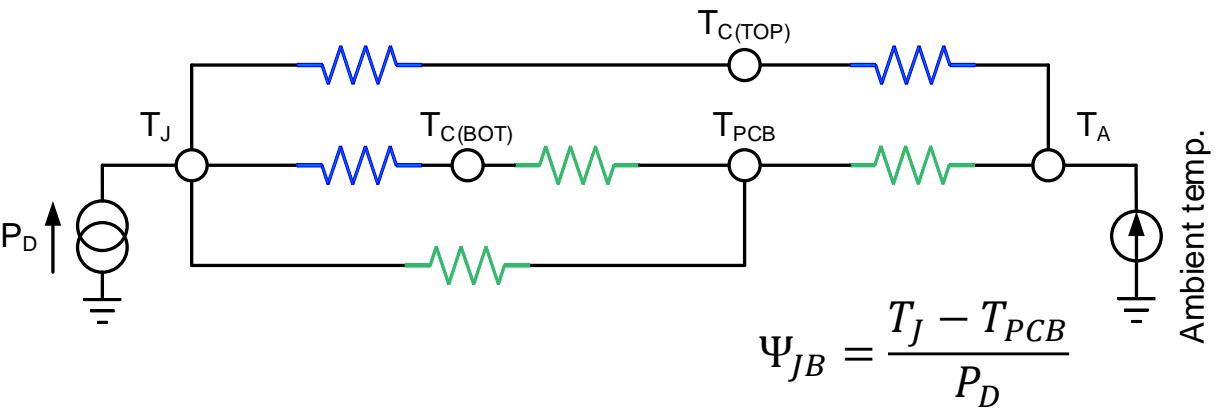 T_C(TOP)
T_J
T_C(BOT)
T_PCB
T_A
P_D
Ambient temp.
Ψ_JB = (T_J − T_PCB) / P_D